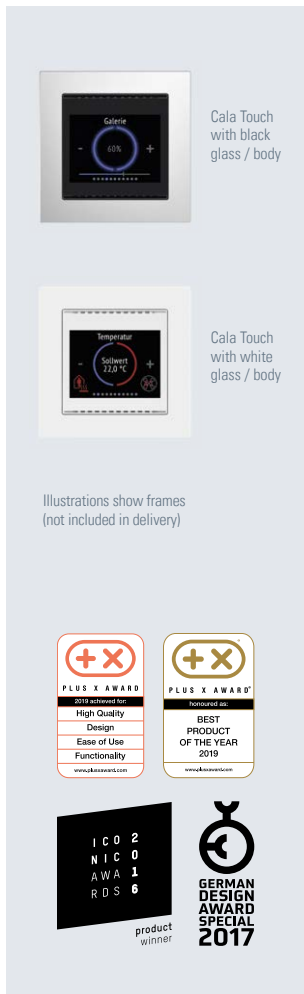 Galerie
- 60% +
Cala Touch
with black
glass / body
Temperatur
- Sollwert +
22,0 °C
Cala Touch
with white
glass / body
Illustrations show frames
(not included in delivery)
PLUS X AWARD
2019 achieved for:
High Quality
Design
Ease of Use
Functionality
www.plusxaward.com
PLUS X AWARD®
honoured as:
BEST
PRODUCT
OF THE YEAR
2019
www.plusxaward.com
ICO 2
NIC 0
AWA 1
RDS 6
product
winner
GERMAN
DESIGN
AWARD
SPECIAL
2017